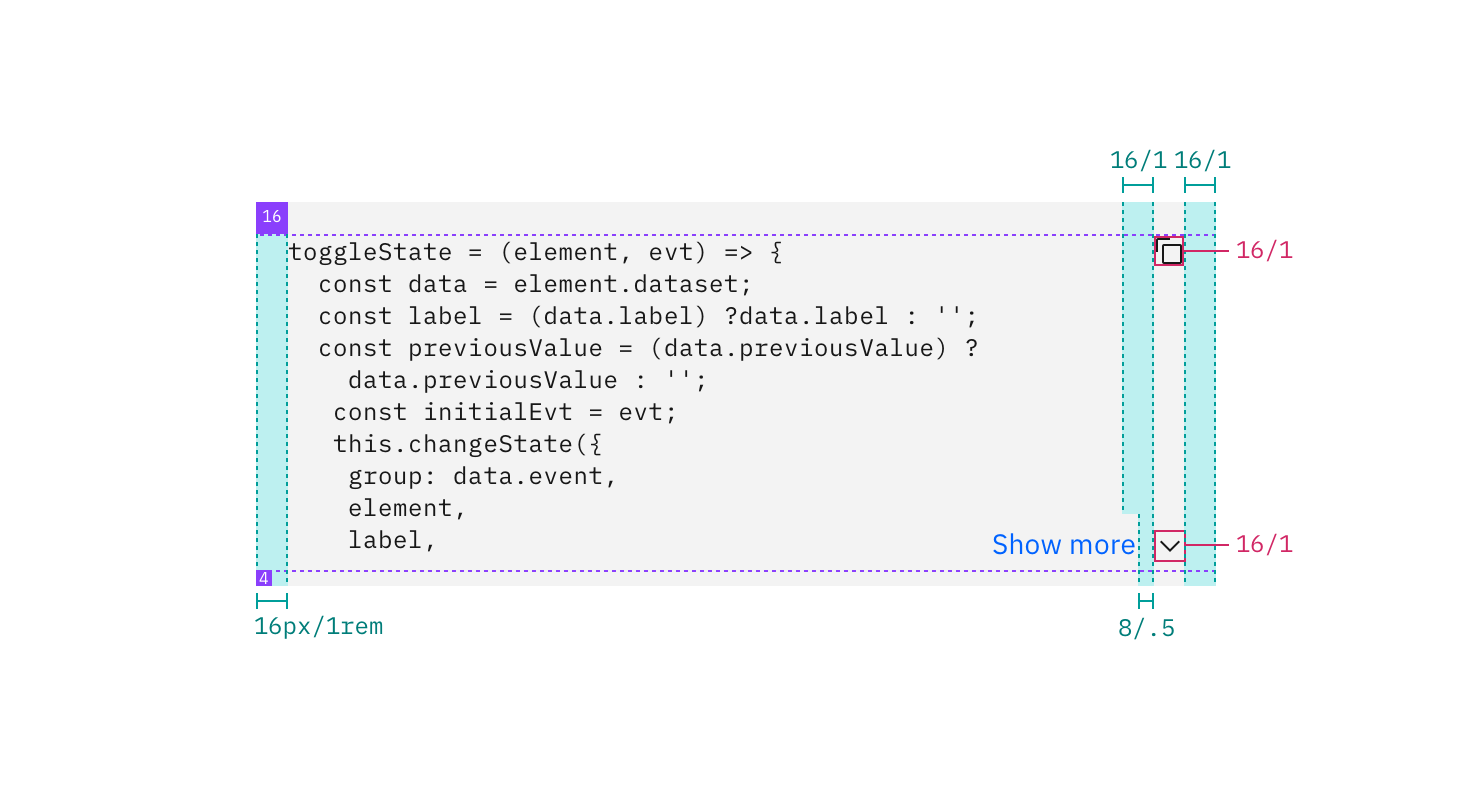 16/1 16/1
16
toggleState = (element, evt) => {
16/1
const data = element.dataset;
const label = (data.label) ?data.label : '';
const previousValue = (data.previousValue) ?
data.previousValue : '';
const initialEvt = evt;
this.changeState({
group: data.event,
element,
label,
Show more
16/1
4
16px/1rem
8/.5